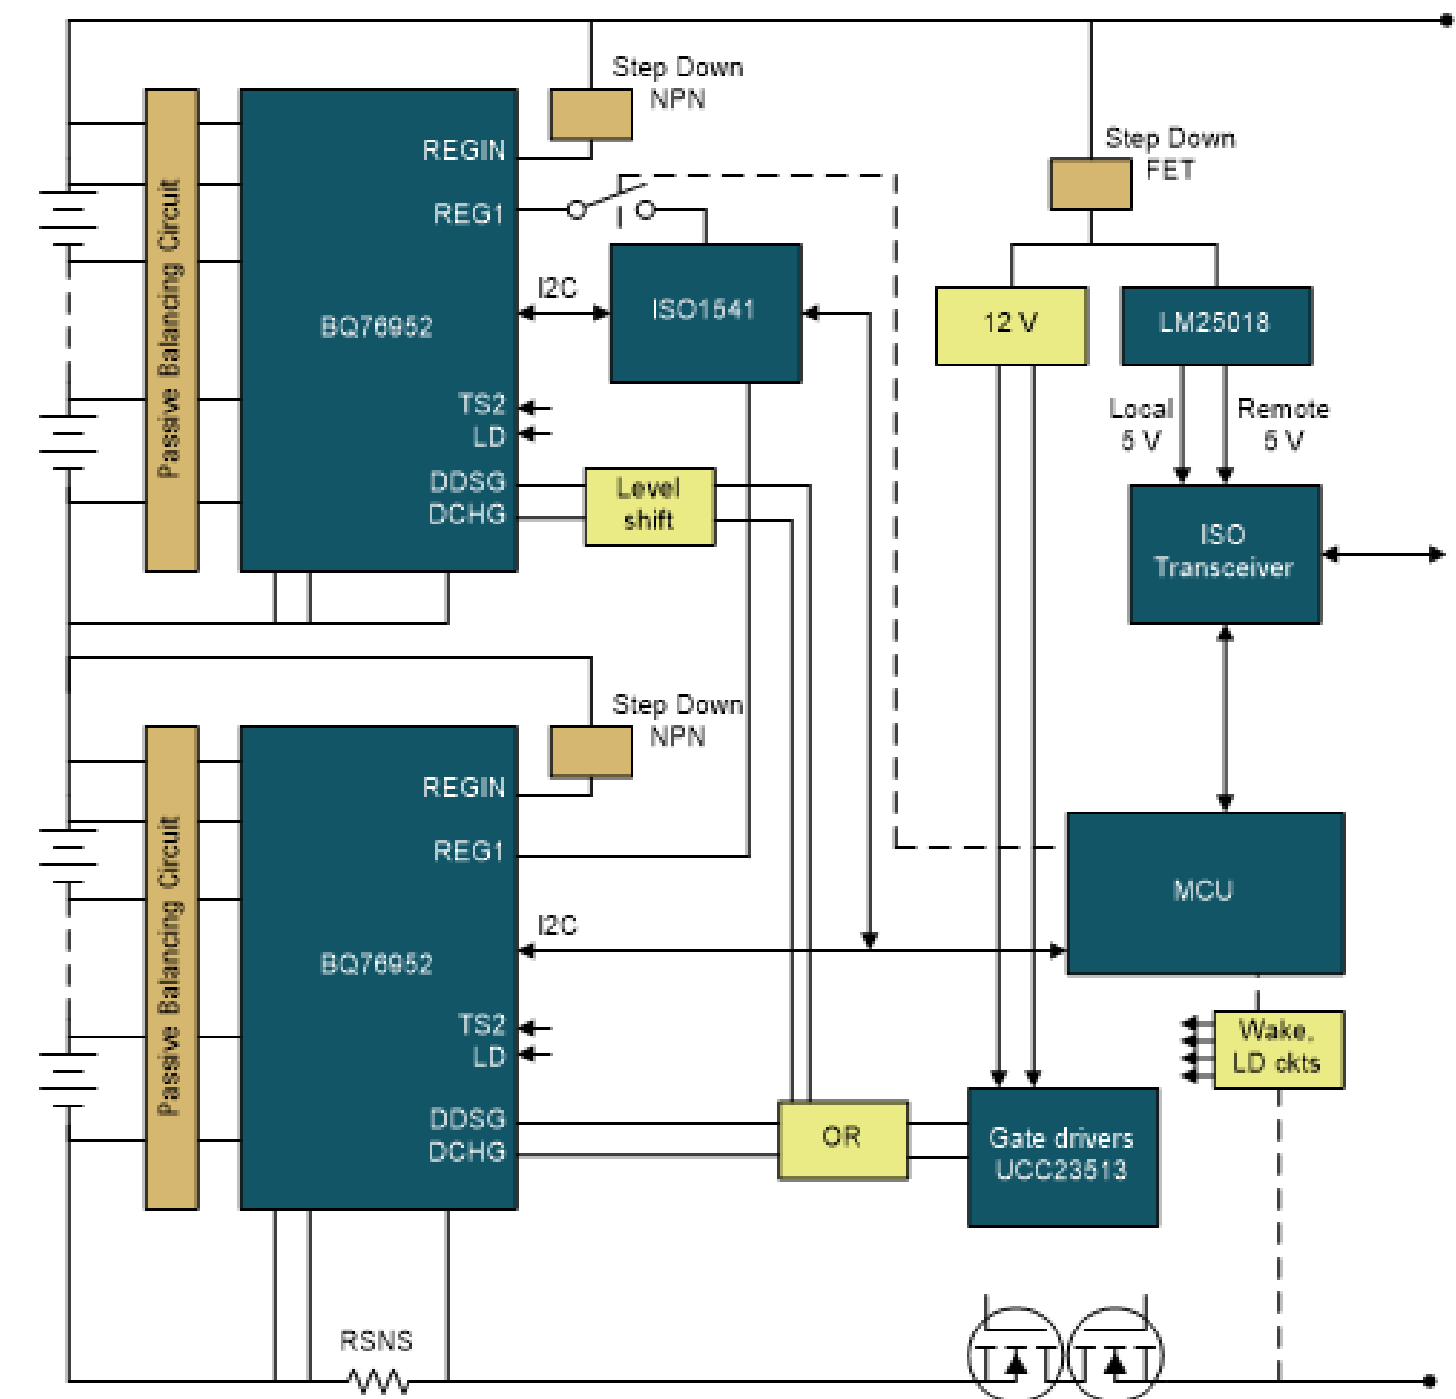 Step Down
NPN
Step Down
FET
Passive Balancing Circuit
REGIN
REG1
I2C
BQ76952
ISO1541
12 V
LM25018
Local
5 V
Remote
5 V
TS2
LD
DDSG
DCHG
Level
shift
ISO
Transceiver
Step Down
NPN
Passive Balancing Circuit
REGIN
REG1
MCU
I2C
BQ76952
TS2
LD
Wake,
LD ckts
DDSG
DCHG
OR
Gate drivers
UCC23513
RSNS